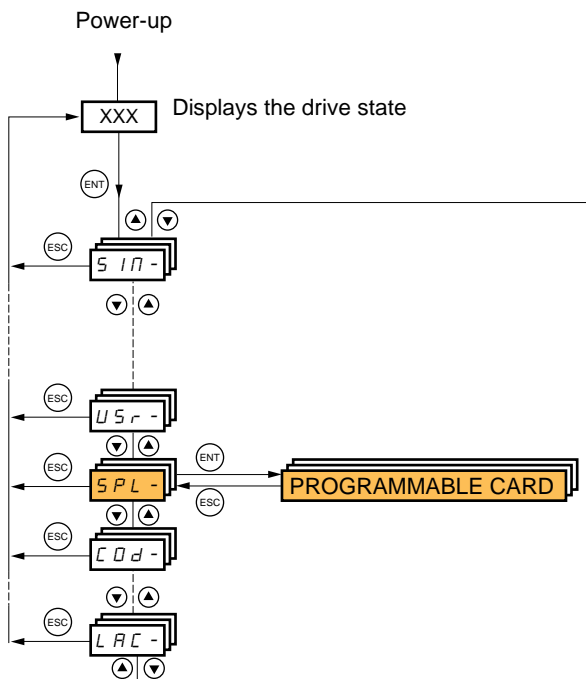 Power-up
XXX Displays the drive state
ENT
ESC
SIM-
ESC
USr-
ESC ENT
SPL- PROGRAMMABLE CARD
ESC
ESC
COd-
ESC
LAC-